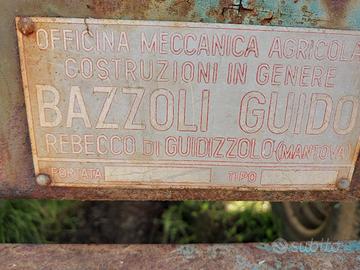 OFFICINA MECCANICA AGRICOLA
COSTRUZIONI IN GENERE
BAZZOLI GUIDO
REBECCO DI GUIDIZZOLO (MANTOVA
PORTATA TIPO
subito